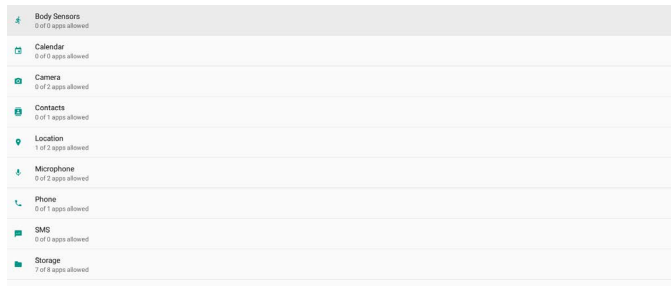 Body Sensors
0 of 0 apps allowed
Calendar
0 of 0 apps allowed
Camera
0 of 2 apps allowed
Contacts
0 of 1 apps allowed
Location
1 of 2 apps allowed
Microphone
0 of 2 apps allowed
Phone
0 of 1 apps allowed
SMS
0 of 0 apps allowed
Storage
7 of 8 apps allowed